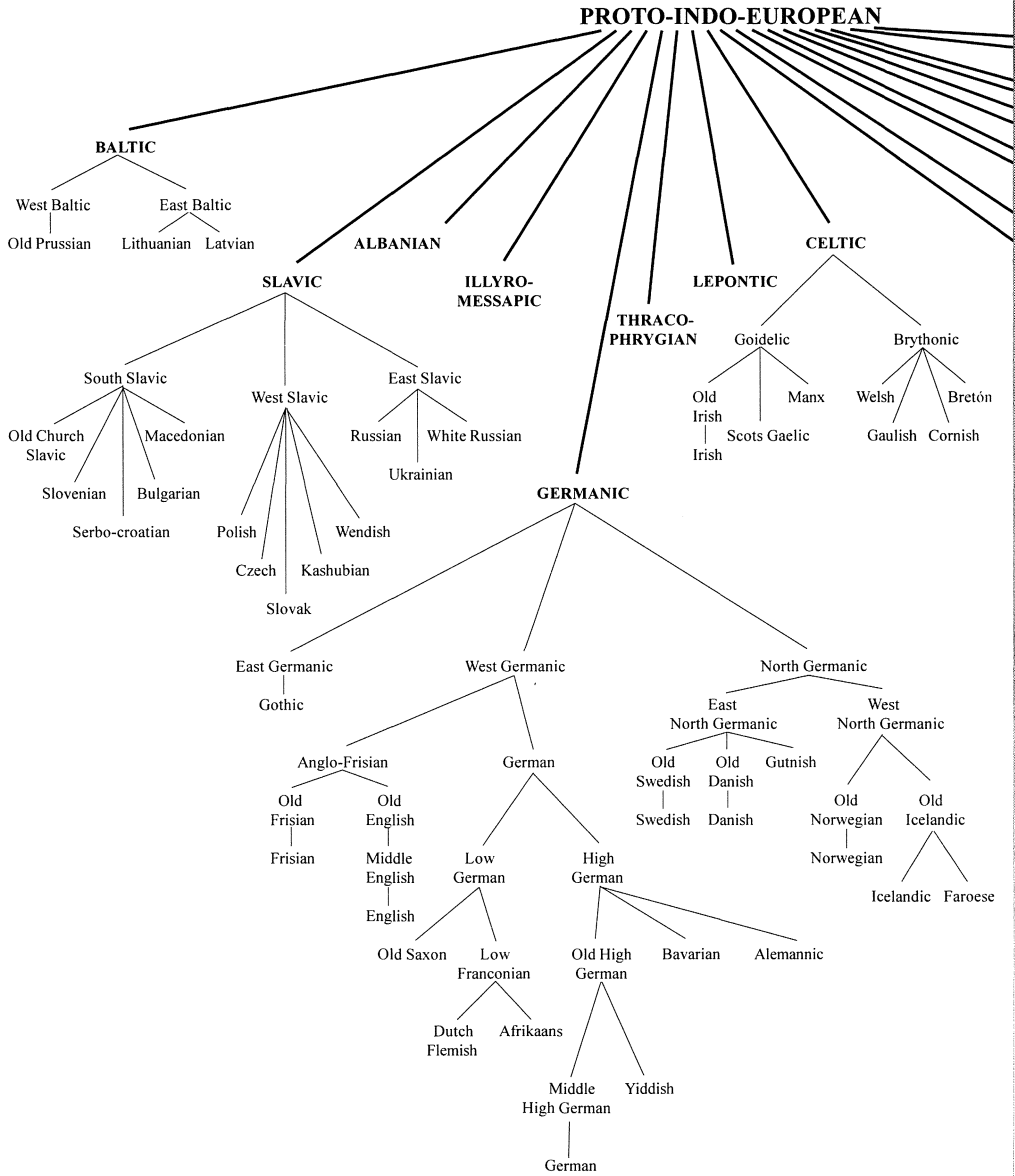 PROTO-INDO-EUROPEAN
BALTIC
West Baltic
East Baltic
Old Prussian
Lithuanian
Latvian
ALBANIAN
CELTIC
SLAVIC
ILLYRO-
MESSAPIC
LEPONTIC
THRACO-
PHRYGIAN
Goidelic
Brythonic
Old
Irish
Irish
Scots Gaelic
Manx
Welsh
Gaulish
Cornish
Bretón
South Slavic
West Slavic
East Slavic
Old Church
Slavic
Slovenian
Serbo-croatian
Bulgarian
Macedonian
Polish
Czech
Slovak
Kashubian
Wendish
Russian
Ukrainian
White Russian
GERMANIC
East Germanic
Gothic
West Germanic
North Germanic
East
North Germanic
West
North Germanic
Anglo-Frisian
German
Old
Swedish
Swedish
Old
Danish
Danish
Gutnish
Old
Norwegian
Norwegian
Old
Icelandic
Icelandic
Faroese
Old
Frisian
Frisian
Old
English
Middle
English
English
Low
German
High
German
Old Saxon
Low
Franconian
Dutch
Flemish
Afrikaans
Old High
German
Bavarian
Alemannic
Middle
High German
Yiddish
German